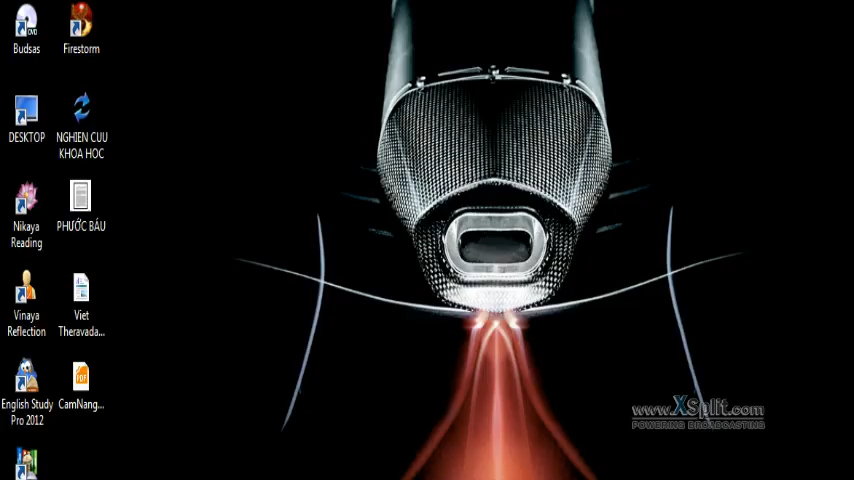 Budsas
Firestorm
DESKTOP
NGHIEN CUU
KHOA HOC
Nikaya
Reading
PHƯỚC BÁU
Vinaya
Reflection
Viet
Theravada...
English Study
Pro 2012
CamNang...
www.XSplit.com
POWERING BROADCASTING